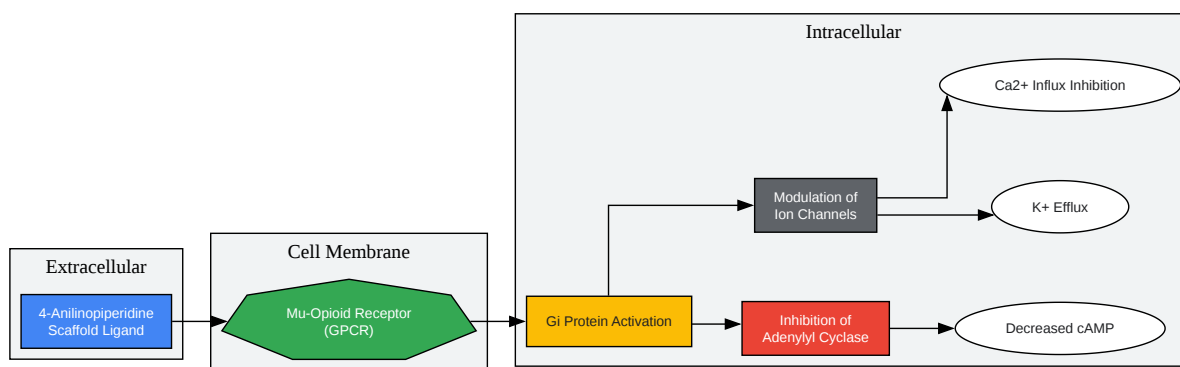 Extracellular
4-Anilinopiperidine
Scaffold Ligand
Cell Membrane
Mu-Opioid Receptor
(GPCR)
Intracellular
Gi Protein Activation
Modulation of
Ion Channels
Ca2+ Influx Inhibition
K+ Efflux
Inhibition of
Adenylyl Cyclase
Decreased cAMP